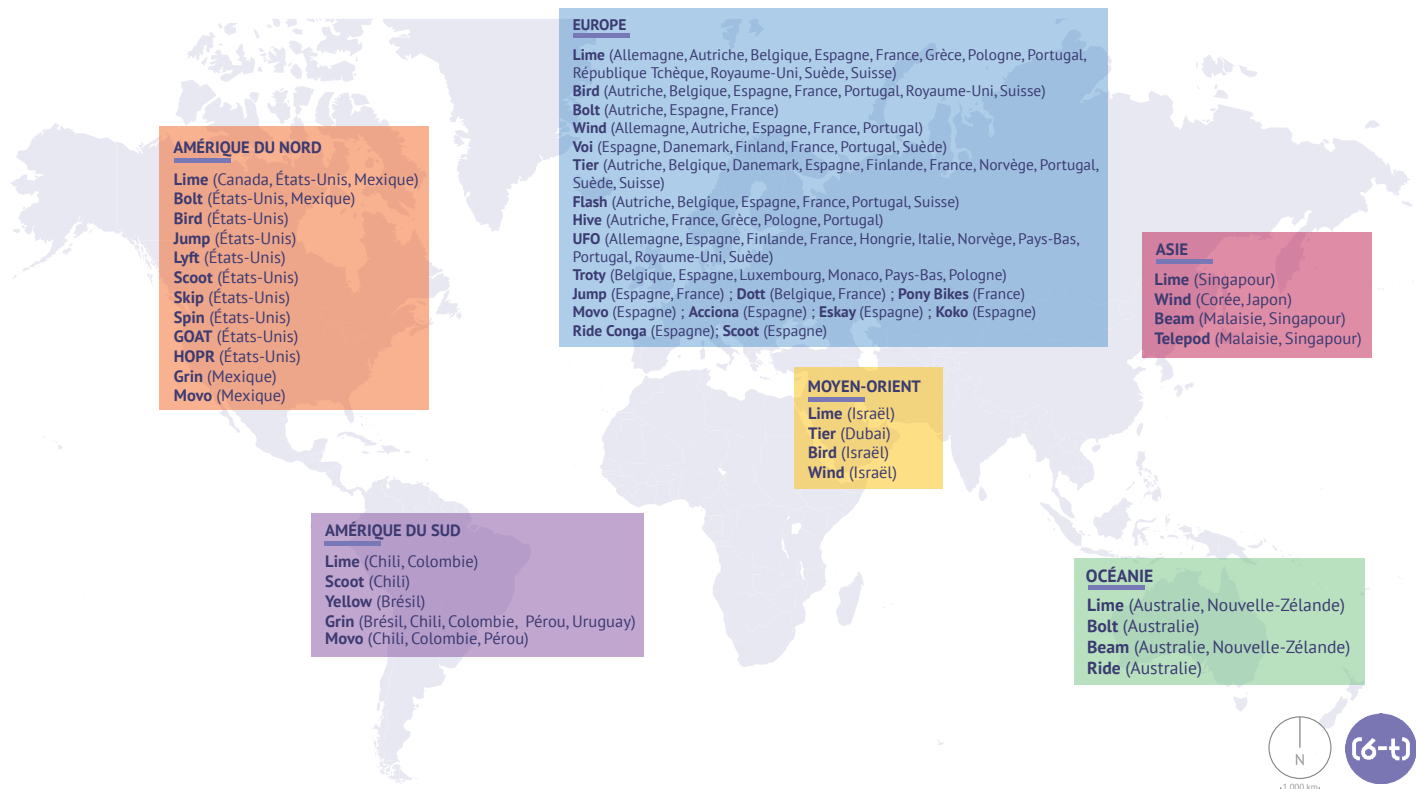 EUROPE
Lime (Allemagne, Autriche, Belgique, Espagne, France, Grèce, Pologne, Portugal,
République Tchèque, Royaume-Uni, Suède, Suisse)
Bird (Autriche, Belgique, Espagne, France, Portugal, Royaume-Uni, Suisse)
Bolt (Autriche, Espagne, France)
Wind (Allemagne, Autriche, Espagne, France, Portugal)
Voi (Espagne, Danemark, Finland, France, Portugal, Suède)
Tier (Autriche, Belgique, Danemark, Espagne, Finlande, France, Norvège, Portugal,
Suède, Suisse)
Flash (Autriche, Belgique, Espagne, France, Portugal, Suisse)
Hive (Autriche, France, Grèce, Pologne, Portugal)
UFO (Allemagne, Espagne, Finlande, France, Hongrie, Italie, Norvège, Pays-Bas,
Portugal, Royaume-Uni, Suède)
Troty (Belgique, Espagne, Luxembourg, Monaco, Pays-Bas, Pologne)
Jump (Espagne, France) ; Dott (Belgique, France) ; Pony Bikes (France)
Movo (Espagne) ; Acciona (Espagne) ; Eskay (Espagne) ; Koko (Espagne)
Ride Conga (Espagne); Scoot (Espagne)
AMÉRIQUE DU NORD
Lime (Canada, États-Unis, Mexique)
Bolt (États-Unis, Mexique)
Bird (États-Unis)
Jump (États-Unis)
Lyft (États-Unis)
Scoot (États-Unis)
Skip (États-Unis)
Spin (États-Unis)
GOAT (États-Unis)
HOPR (États-Unis)
Grin (Mexique)
Movo (Mexique)
ASIE
Lime (Singapour)
Wind (Corée, Japon)
Beam (Malaisie, Singapour)
Telepod (Malaisie, Singapour)
MOYEN-ORIENT
Lime (Israël)
Tier (Dubai)
Bird (Israël)
Wind (Israël)
AMÉRIQUE DU SUD
Lime (Chili, Colombie)
Scoot (Chili)
Yellow (Brésil)
Grin (Brésil, Chili, Colombie, Pérou, Uruguay)
Movo (Chili, Colombie, Pérou)
OCÉANIE
Lime (Australie, Nouvelle-Zélande)
Bolt (Australie)
Beam (Australie, Nouvelle-Zélande)
Ride (Australie)
N
1 000 km
(6-t)